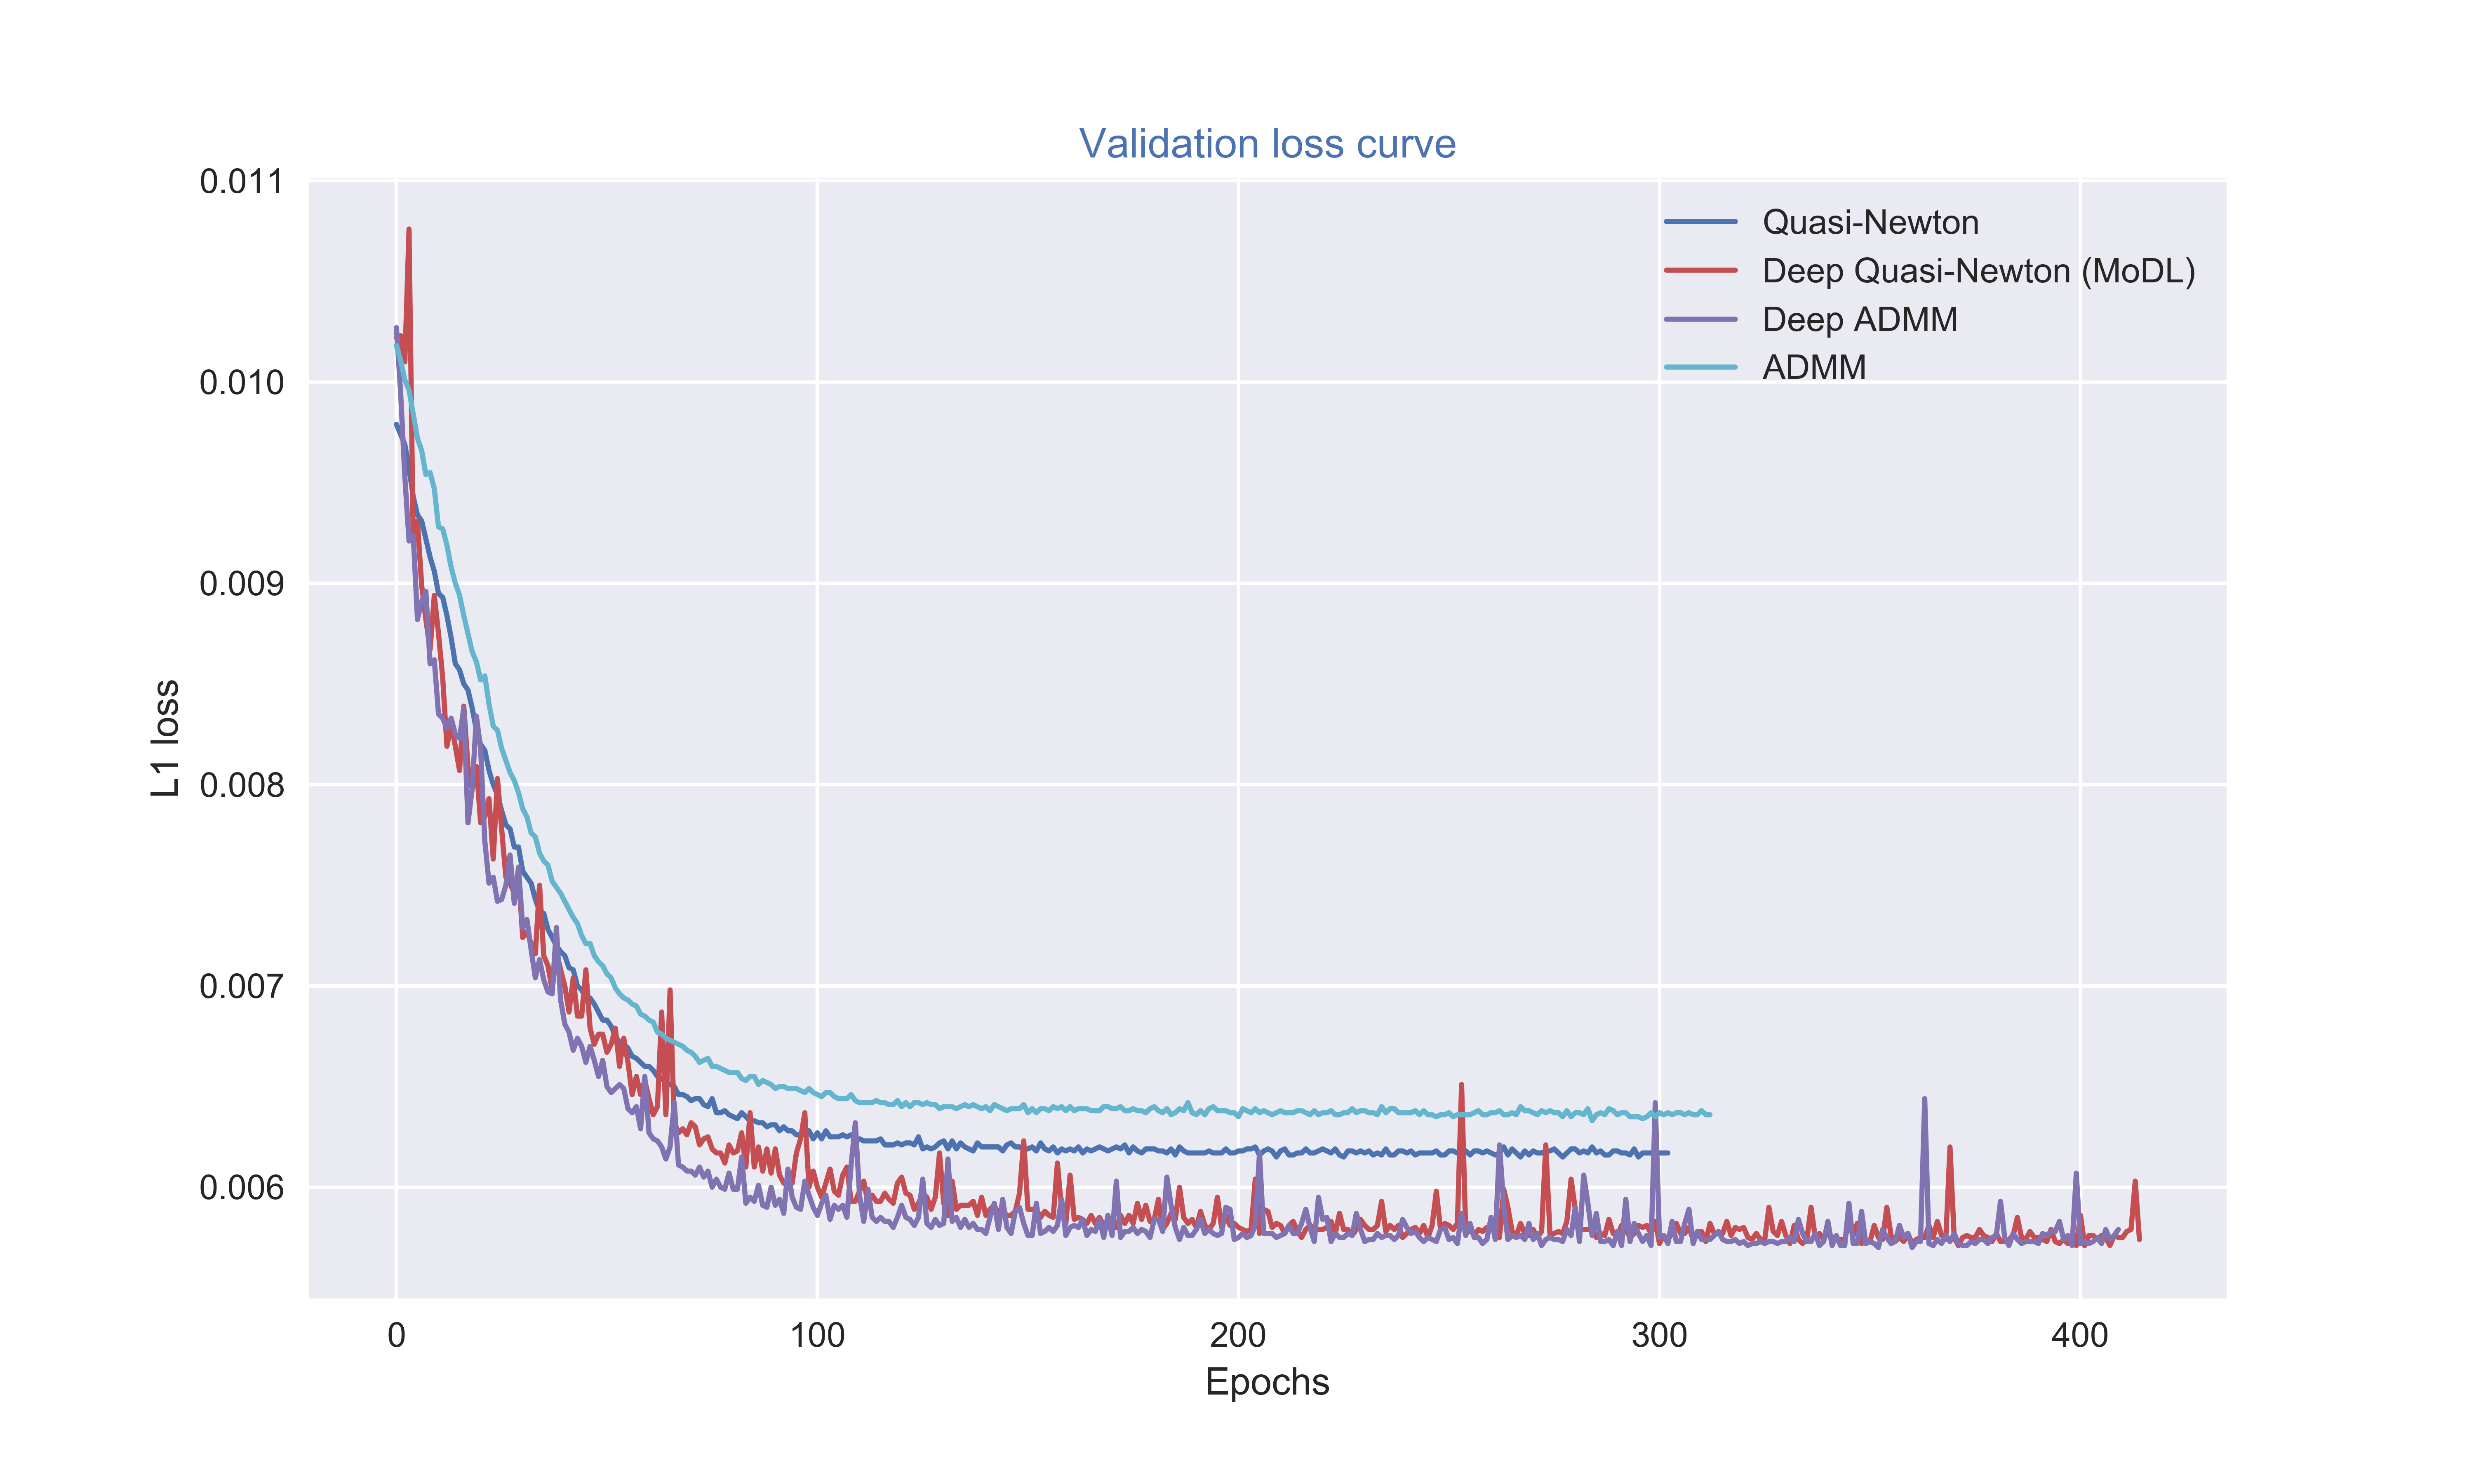 Validation loss curve
0.011
0.010
0.009
0.008
0.007
0.006
L1 loss
Quasi-Newton
Deep Quasi-Newton (MoDL)
Deep ADMM
ADMM
0 100 200 300 400
Epochs